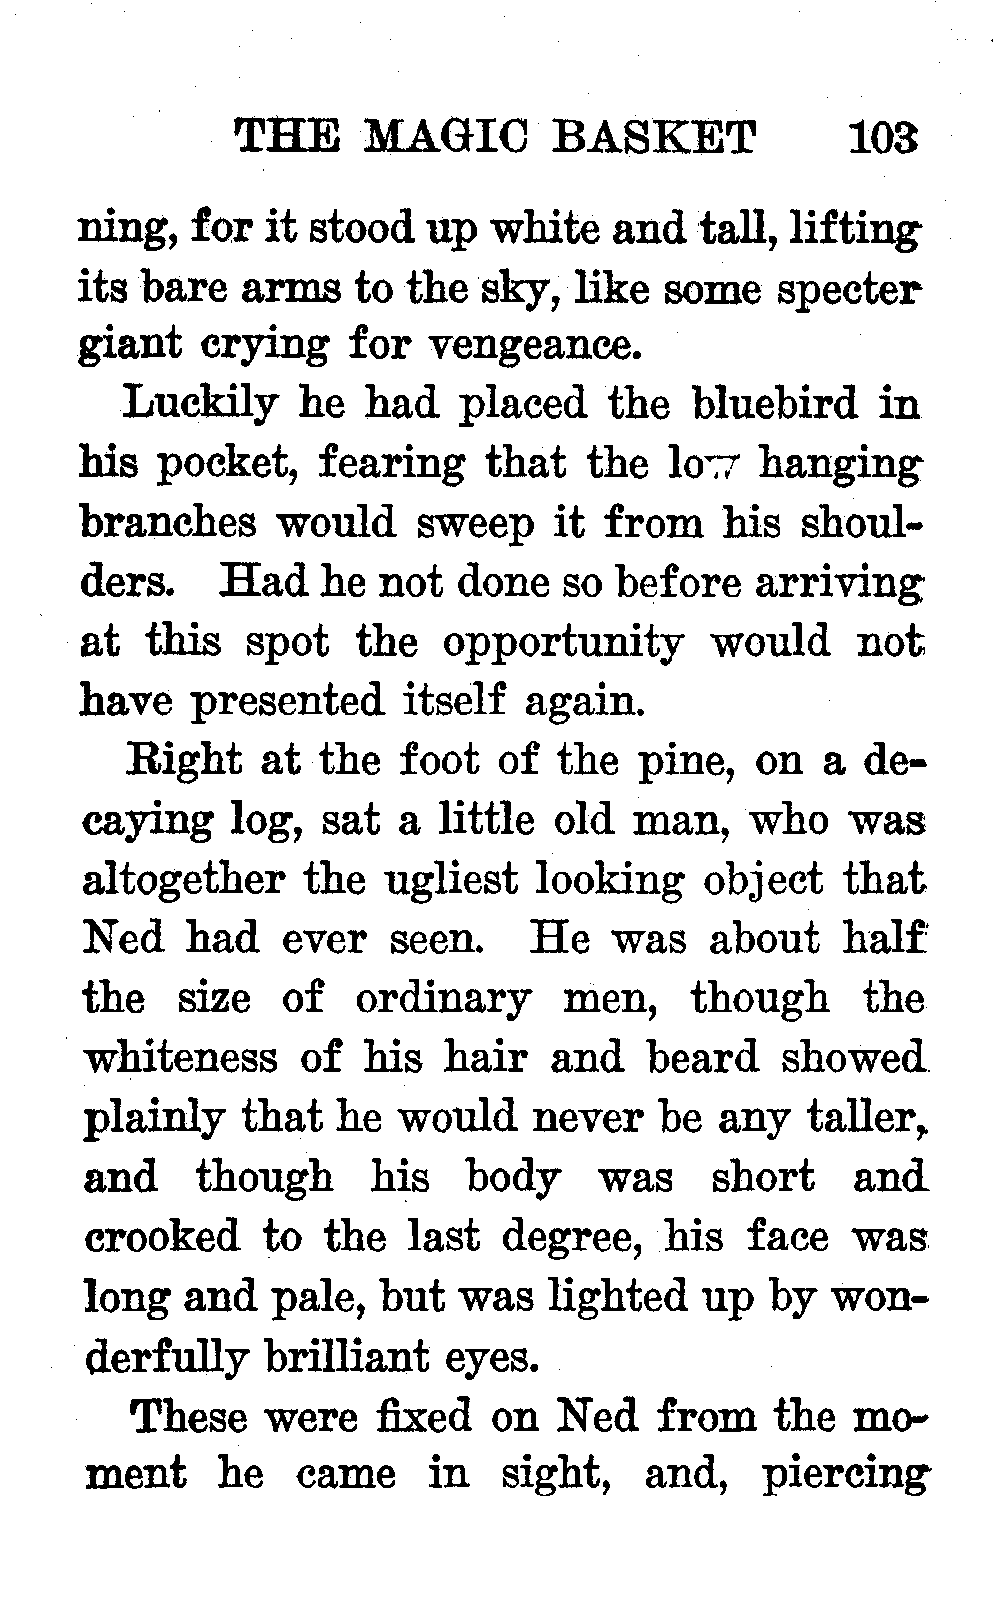 THE MAGIC BASKET 103
ning, for it stood up white and tall, lifting
its bare arms to the sky, like some specter
giant crying for vengeance.
Luckily he had placed the bluebird in
his pocket, fearing that the low hanging
branches would sweep it from his shoul-
ders. Had he not done so before arriving
at this spot the opportunity would not
have presented itself again.
Right at the foot of the pine, on a de-
caying log, sat a little old man, who was
altogether the ugliest looking object that
Ned had ever seen. He was about half
the size of ordinary men, though the
whiteness of his hair and beard showed
plainly that he would never be any taller,
and though his body was short and
crooked to the last degree, his face was
long and pale, but was lighted up by won-
derfully brilliant eyes.
These were fixed on Ned from the mo-
ment he came in sight, and, piercing